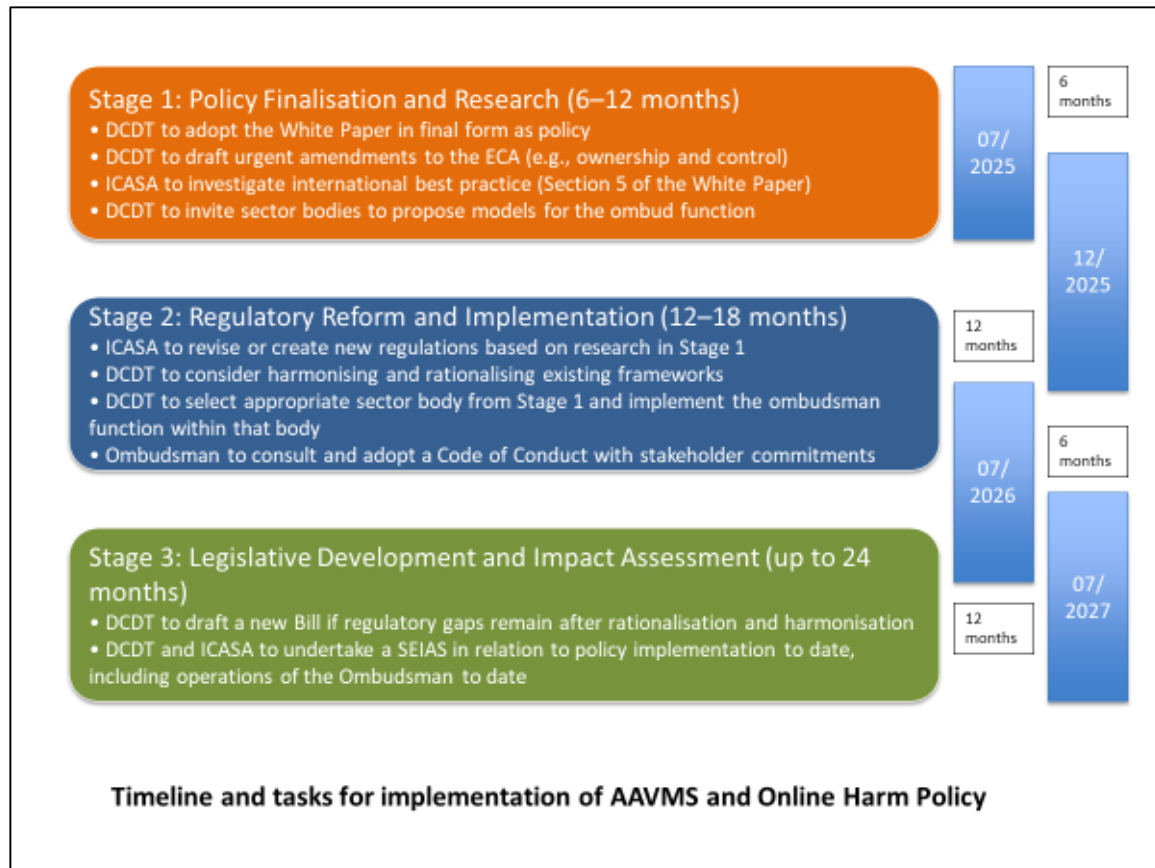 Stage 1: Policy Finalisation and Research (6–12 months)
• DCDT to adopt the White Paper in final form as policy
• DCDT to draft urgent amendments to the ECA (e.g., ownership and control)
• ICASA to investigate international best practice (Section 5 of the White Paper)
• DCDT to invite sector bodies to propose models for the ombud function
Stage 2: Regulatory Reform and Implementation (12–18 months)
• ICASA to revise or create new regulations based on research in Stage 1
• DCDT to consider harmonising and rationalising existing frameworks
• DCDT to select appropriate sector body from Stage 1 and implement the ombudsman
function within that body
• Ombudsman to consult and adopt a Code of Conduct with stakeholder commitments
Stage 3: Legislative Development and Impact Assessment (up to 24
months)
• DCDT to draft a new Bill if regulatory gaps remain after rationalisation and harmonisation
• DCDT and ICASA to undertake a SEIAS in relation to policy implementation to date,
including operations of the Ombudsman to date
07/
2025
6
months
12/
2025
12
months
07/
2026
6
months
07/
2027
12
months
Timeline and tasks for implementation of AAVMS and Online Harm Policy